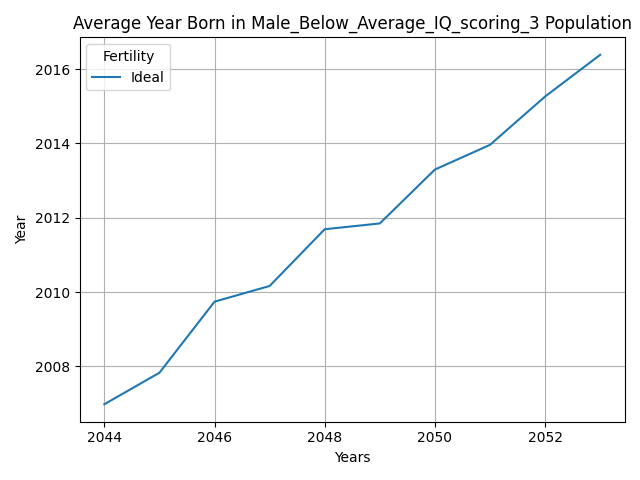 Average Year Born in Male_Below_Average_IQ_scoring_3 Population
Fertility
Ideal
2016
2014
2012
2010
2008
Year
2044
2046
2048
2050
2052
Years